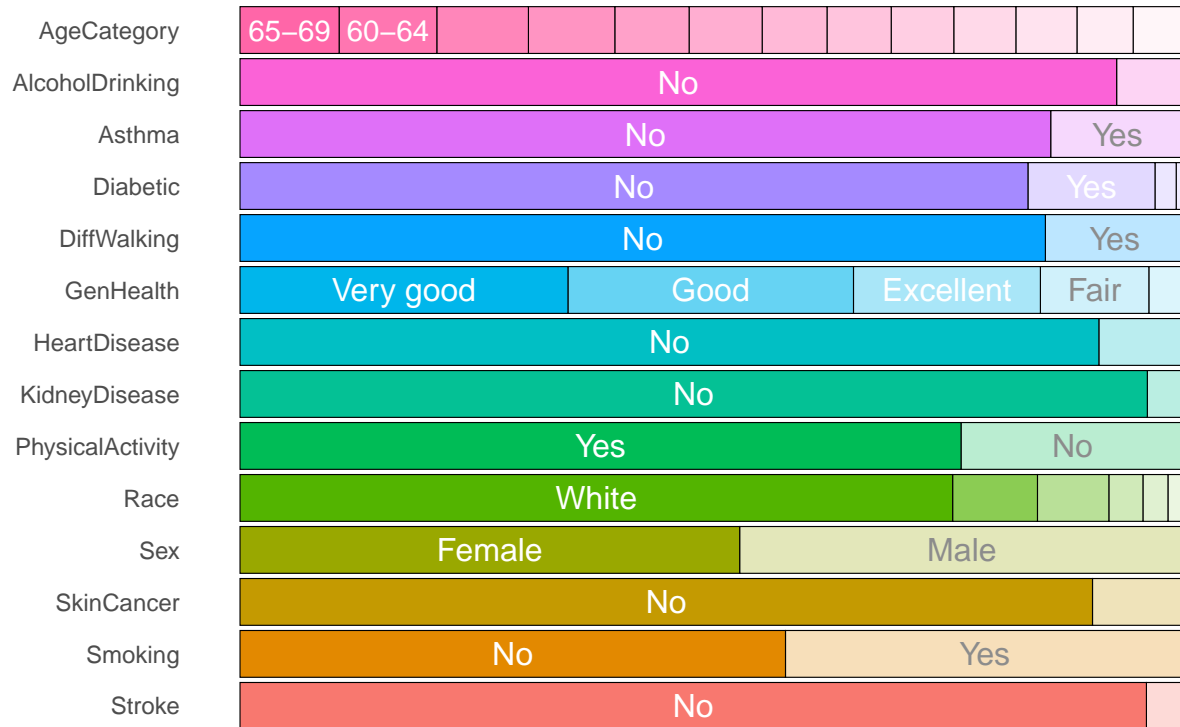 AgeCategory 65–69 60–64
AlcoholDrinking No
Asthma No Yes
Diabetic No Yes
DiffWalking No Yes
GenHealth Very good Good Excellent Fair
HeartDisease No
KidneyDisease No
PhysicalActivity Yes No
Race White
Sex Female Male
SkinCancer No
Smoking No Yes
Stroke No